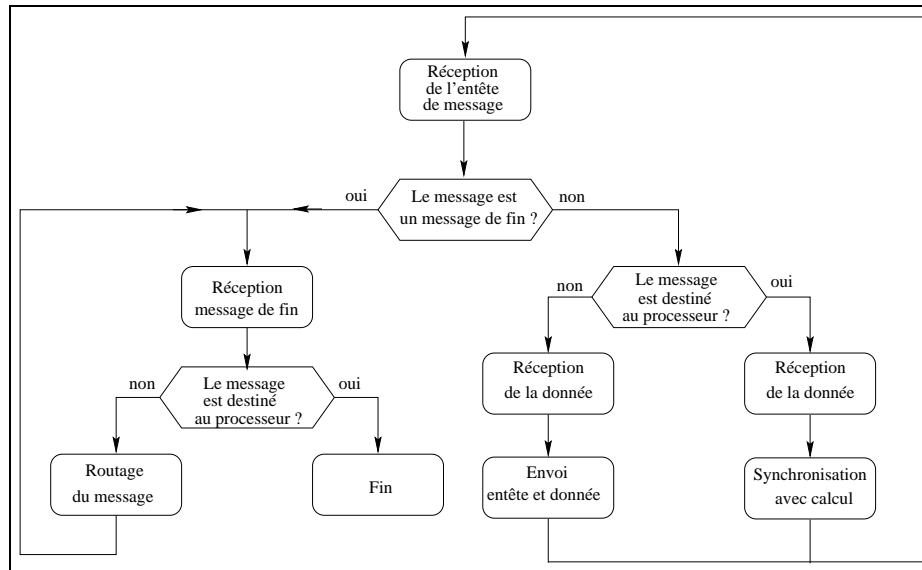 Réception
de l'entête
de message
oui
Le message est
un message de fin ?
non
Réception
message de fin
non
Le message
est destiné
au processeur ?
oui
Routage
du message
Fin
non
Le message
est destiné
au processeur ?
oui
Réception
de la donnée
Réception
de la donnée
Envoi
entête et donnée
Synchronisation
avec calcul